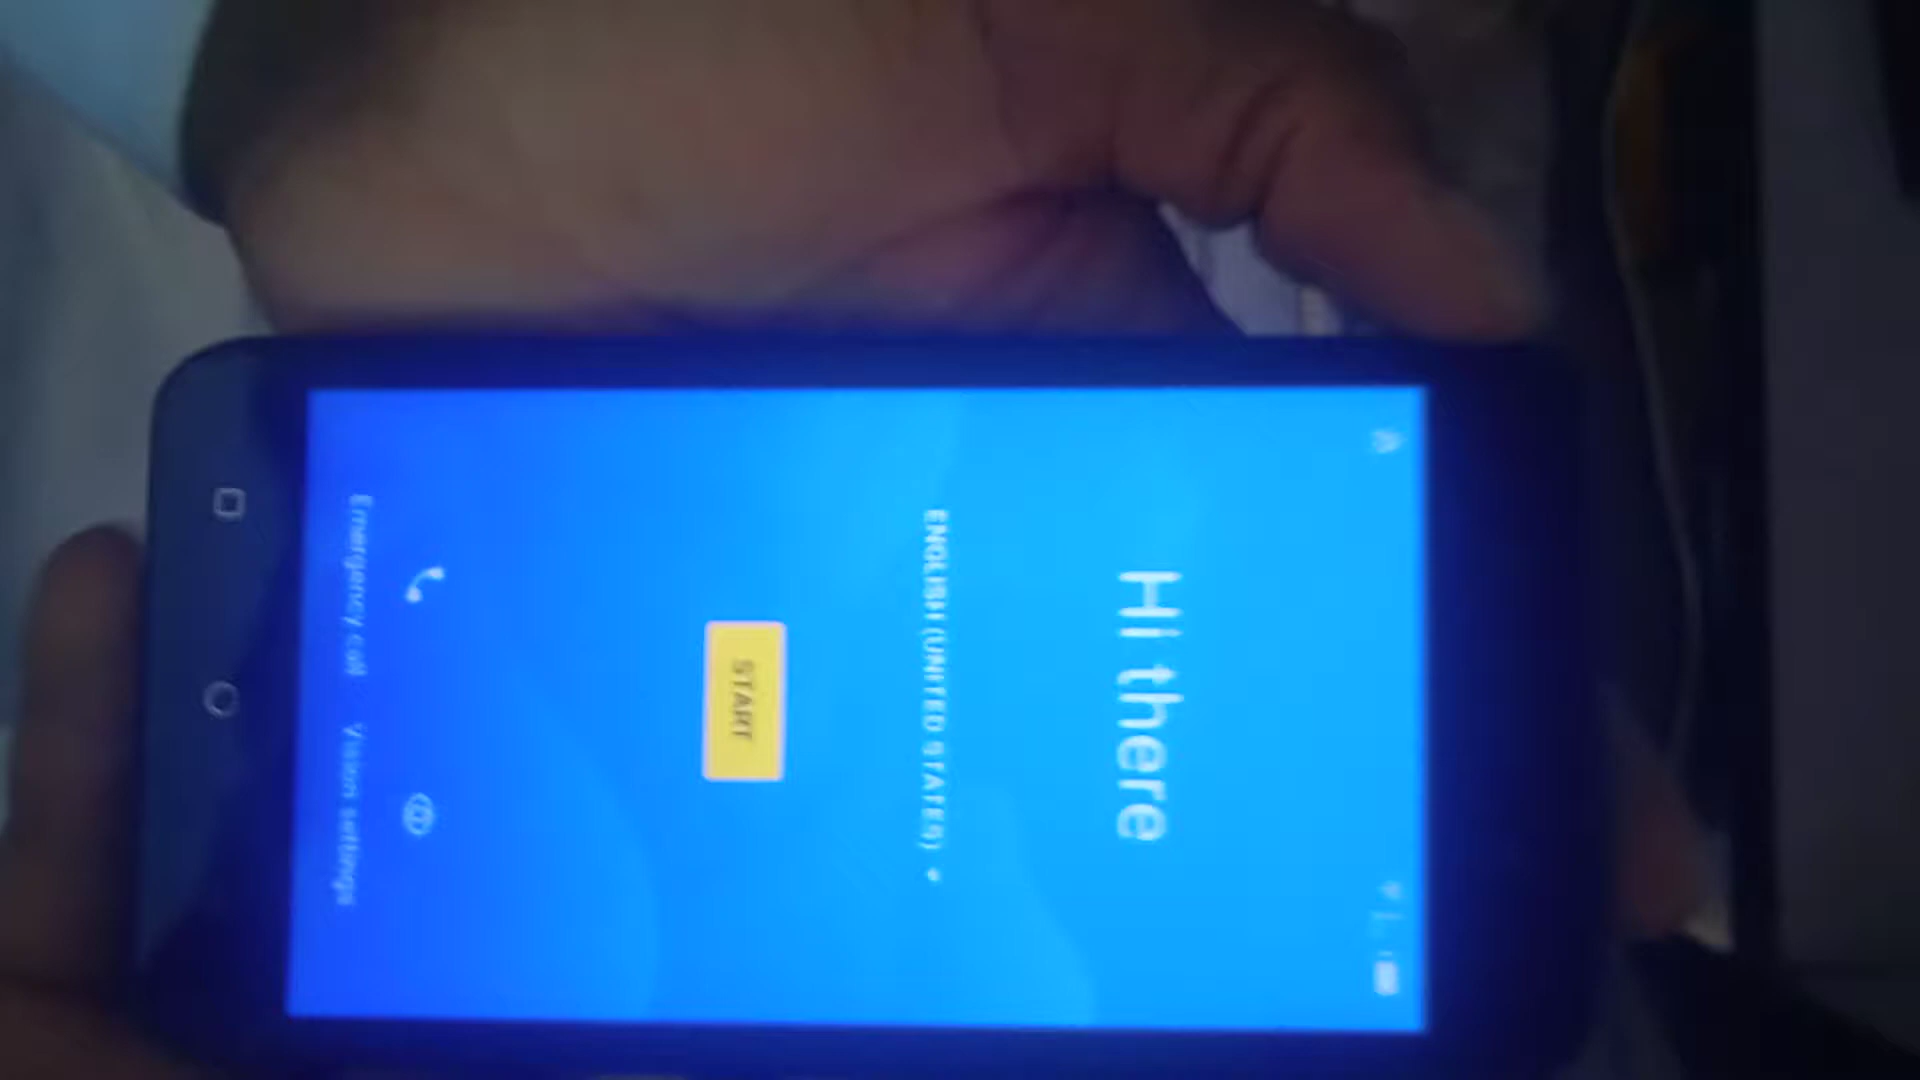 Hi there
ENGLISH (UNITED STATES)
START
Emergency call
Vision settings